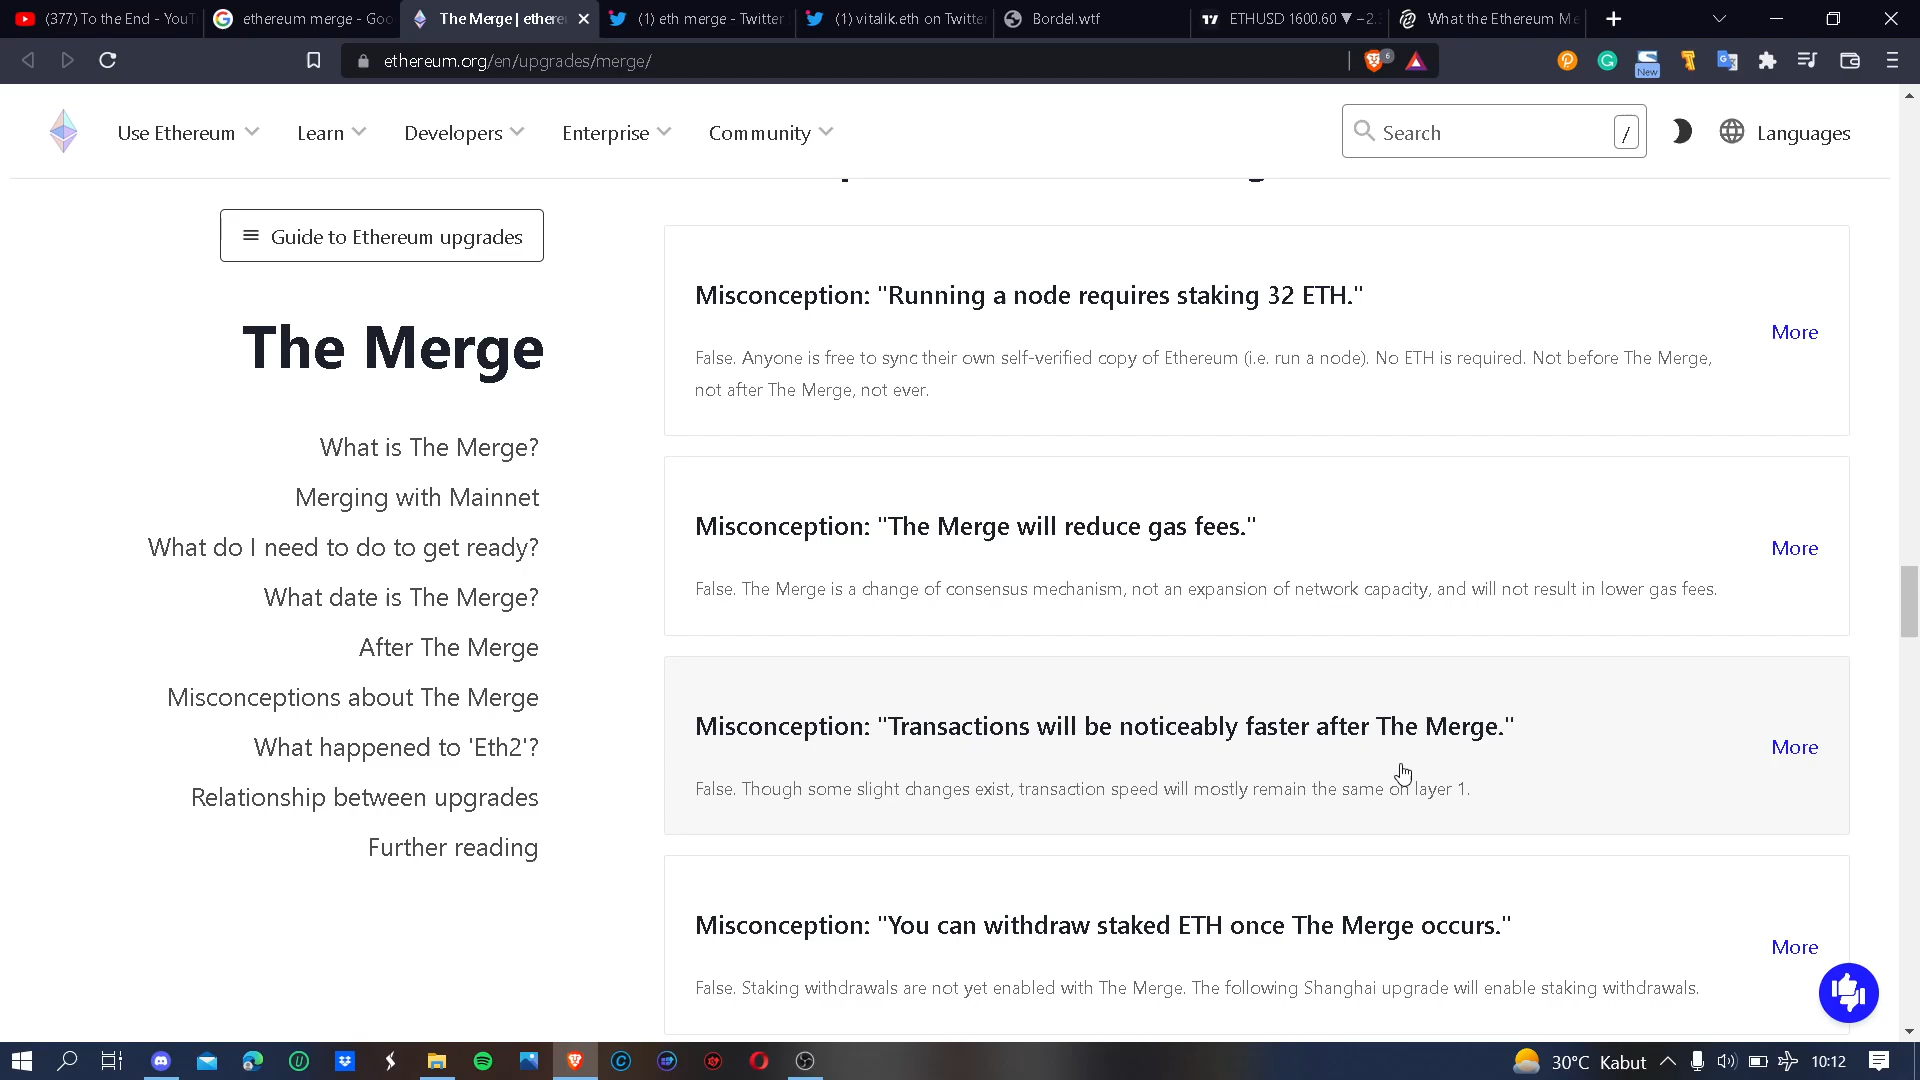 (377) To the End - YouT
ethereum merge - Goo
The Merge | ethere
(1) eth merge - Twitter
(1) vitalik.eth on Twitte
Bordel.wtf
ETHUSD 1600.60 ▼ −2.
What the Ethereum Me
ethereum.org/en/upgrades/merge/
6
New
Use Ethereum
Learn
Developers
Enterprise
Community
Search
/
Languages
Guide to Ethereum upgrades
The Merge
What is The Merge?
Merging with Mainnet
What do I need to do to get ready?
What date is The Merge?
After The Merge
Misconceptions about The Merge
What happened to 'Eth2'?
Relationship between upgrades
Further reading
Misconception: "Running a node requires staking 32 ETH."
False. Anyone is free to sync their own self-verified copy of Ethereum (i.e. run a node). No ETH is required. Not before The Merge,
not after The Merge, not ever.
More
Misconception: "The Merge will reduce gas fees."
False. The Merge is a change of consensus mechanism, not an expansion of network capacity, and will not result in lower gas fees.
More
Misconception: "Transactions will be noticeably faster after The Merge."
False. Though some slight changes exist, transaction speed will mostly remain the same on layer 1.
More
Misconception: "You can withdraw staked ETH once The Merge occurs."
False. Staking withdrawals are not yet enabled with The Merge. The following Shanghai upgrade will enable staking withdrawals.
More
30°C Kabut
10:12